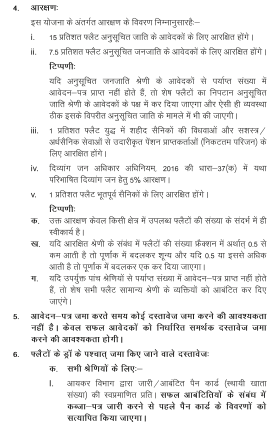 4. आरक्षण:
इस योजना के अंतर्गत आरक्षण के विवरण निम्नानुसार है:–
i. 15 प्रतिशत फ्लैट अनुसूचित जाति के आवेदकों के लिए आरक्षित होंगे।
ii. 7.5 प्रतिशत फ्लैट अनुसूचित जनजाति के आवेदकों के लिए आरक्षित होंगे।
टिप्पणी:
यदि अनुसूचित जनजाति श्रेणी के आवेदकों से पर्याप्त संख्या में
आवेदन–पत्र प्राप्त नहीं होते हैं, तो शेष फ्लैटों का निपटान अनुसूचित
जाति श्रेणी के आवेदकों के पक्ष में कर दिया जाएगा और ऐसी ही व्यवस्था
ठीक इसके विपरीत अनुसूचित जाति के मामले में भी की जाएगी।
iii. 1 प्रतिशत फ्लैट युद्ध में शहीद सैनिकों की विधवाओं और सशस्त्र/
अर्धसैनिक सेवाओं से उदारीकृत पेंशन प्राप्तकर्ताओं (निकटतम परिजन) के
लिए आरक्षित होंगे।
iv. दिव्यांग जन अधिकार अधिनियम, 2016 की धारा–37(क) में यथा
परिभाषित दिव्यांग जन हेतु 5% आरक्षण।
v. 1 प्रतिशत फ्लैट भूतपूर्व सैनिकों के लिए आरक्षित होंगे।
टिप्पणी:
क. उक्त आरक्षण केवल किसी क्षेत्र में उपलब्ध फ्लैटों की संख्या के संदर्भ में ही
स्वीकार्य है।
ख. यदि आरक्षित श्रेणी के संबंध में फ्लैटों की संख्या फ्रैक्शन में अर्थात् 0.5 से
कम आती है तो पूर्णांक में बदलकर शून्य और यदि 0.5 या इससे अधिक
आती है तो पूर्णांक में बदलकर एक कर दिया जाएगा।
ग. यदि उपर्युक्त पांच श्रेणियों से पर्याप्त संख्या में आवेदन–पत्र प्राप्त नहीं होते
हैं, तो शेष सभी फ्लैट सामान्य श्रेणी के व्यक्तियों को आबंटित कर दिए
जाएंगे।
5. आवेदन–पत्र जमा करते समय कोई दस्तावेज जमा करने की आवश्यकता
नहीं है। केवल सफल आवेदकों को निर्धारित समर्थक दस्तावेज जमा
करने की आवश्यकता होगी।
6. फ्लैटों के ड्रॉ के पश्चात् जमा किए जाने वाले दस्तावेज:
क. सभी श्रेणियों के लिए:–
I. आयकर विभाग द्वारा जारी/आबंटित पैन कार्ड (स्थायी खाता
संख्या) की स्वप्रमाणित प्रति। सफल आबंटितियों के संबंध में
कब्जा–पत्र जारी करने से पहले पैन कार्ड के विवरणों को
सत्यापित किया जाएगा।